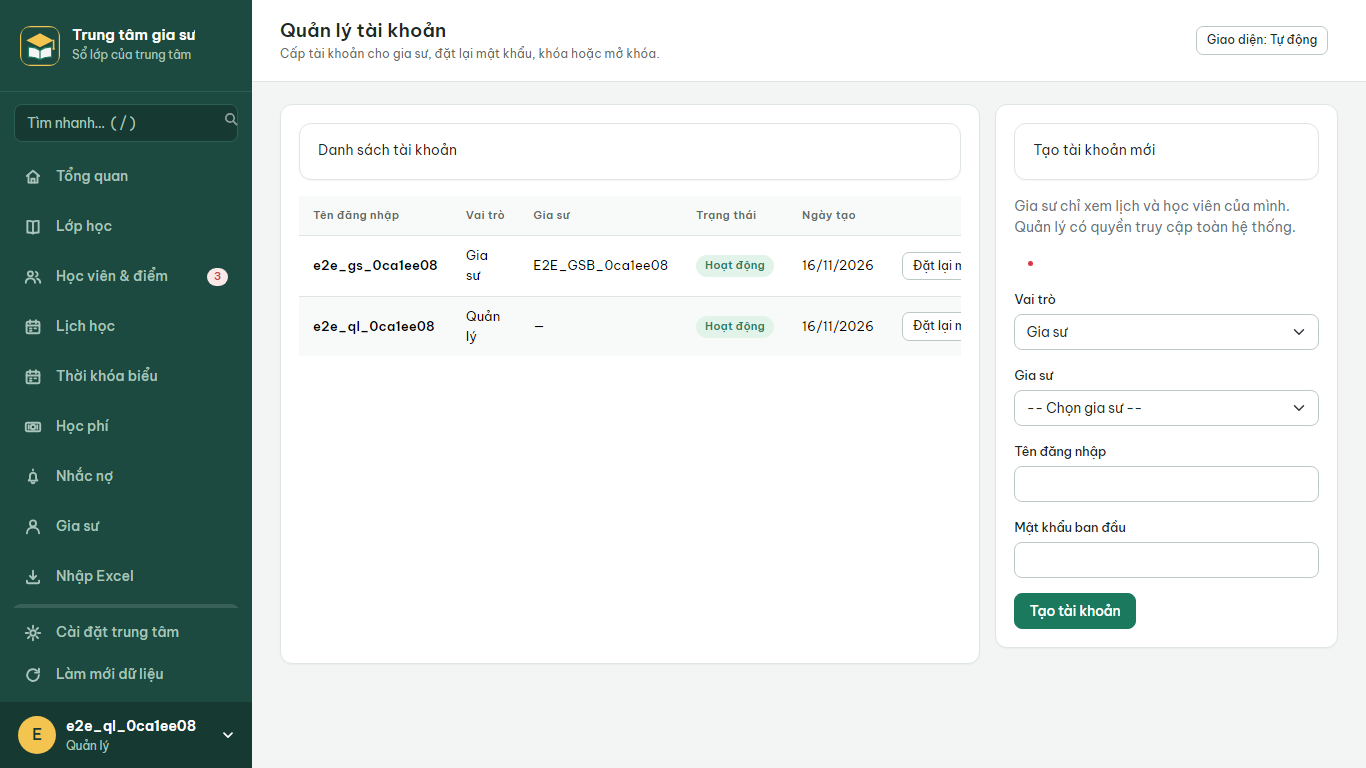 Trung tâm gia sư
Sổ lớp của trung tâm
Tìm nhanh... ( / )
Tổng quan
Lớp học
Học viên & điểm
3
Lịch học
Thời khóa biểu
Học phí
Nhắc nợ
Gia sư
Nhập Excel
Cài đặt trung tâm
Làm mới dữ liệu
E
e2e_ql_0ca1ee08
Quản lý
Quản lý tài khoản
Cấp tài khoản cho gia sư, đặt lại mật khẩu, khóa hoặc mở khóa.
Giao diện: Tự động
Danh sách tài khoản
Tên đăng nhập Vai trò Gia sư Trạng thái Ngày tạo
e2e_gs_0ca1ee08 Gia sư E2E_GSB_0ca1ee08 Hoạt động 16/11/2026 Đặt lại
e2e_ql_0ca1ee08 Quản lý — Hoạt động 16/11/2026 Đặt lại
Tạo tài khoản mới
Gia sư chỉ xem lịch và học viên của mình.
Quản lý có quyền truy cập toàn hệ thống.
Vai trò
Gia sư
Gia sư
-- Chọn gia sư --
Tên đăng nhập
Mật khẩu ban đầu
Tạo tài khoản